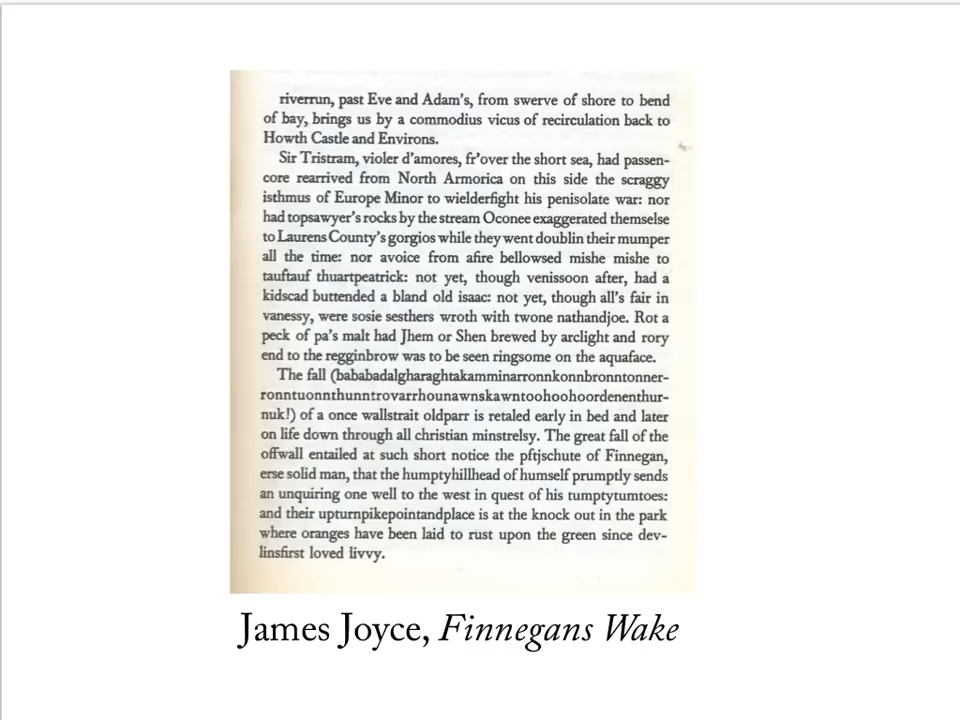 riverrun, past Eve and Adam's, from swerve of shore to bend
of bay, brings us by a commodius vicus of recirculation back to
Howth Castle and Environs.
Sir Tristram, violer d'amores, fr'over the short sea, had passen-
core rearrived from North Armorica on this side the scraggy
isthmus of Europe Minor to wielderfight his penisolate war: nor
had topsawyer's rocks by the stream Oconee exaggerated themselse
to Laurens County's gorgios while they went doublin their mumper
all the time: nor avoice from afire bellowsed mishe mishe to
tauftauf thuartpeatrick: not yet, though venissoon after, had a
kidscad buttended a bland old isaac: not yet, though all's fair in
vanessy, were sosie sesthers wroth with twone nathandjoe. Rot a
peck of pa's malt had Jhem or Shen brewed by arclight and rory
end to the regginbrow was to be seen ringsome on the aquaface.
The fall (bababadalgharaghtakamminarronnkonnbronntonner-
ronntuonnthunntrovarrhounawnskawntoohoohoordenenthur-
nuk!) of a once wallstrait oldparr is retaled early in bed and later
on life down through all christian minstrelsy. The great fall of the
offwall entailed at such short notice the pftjschute of Finnegan,
erse solid man, that the humptyhillhead of humself prumptly sends
an unquiring one well to the west in quest of his tumptytumtoes:
and their upturnpikepointandplace is at the knock out in the park
where oranges have been laid to rust upon the green since dev-
linsfirst loved livvy.
James Joyce, Finnegans Wake